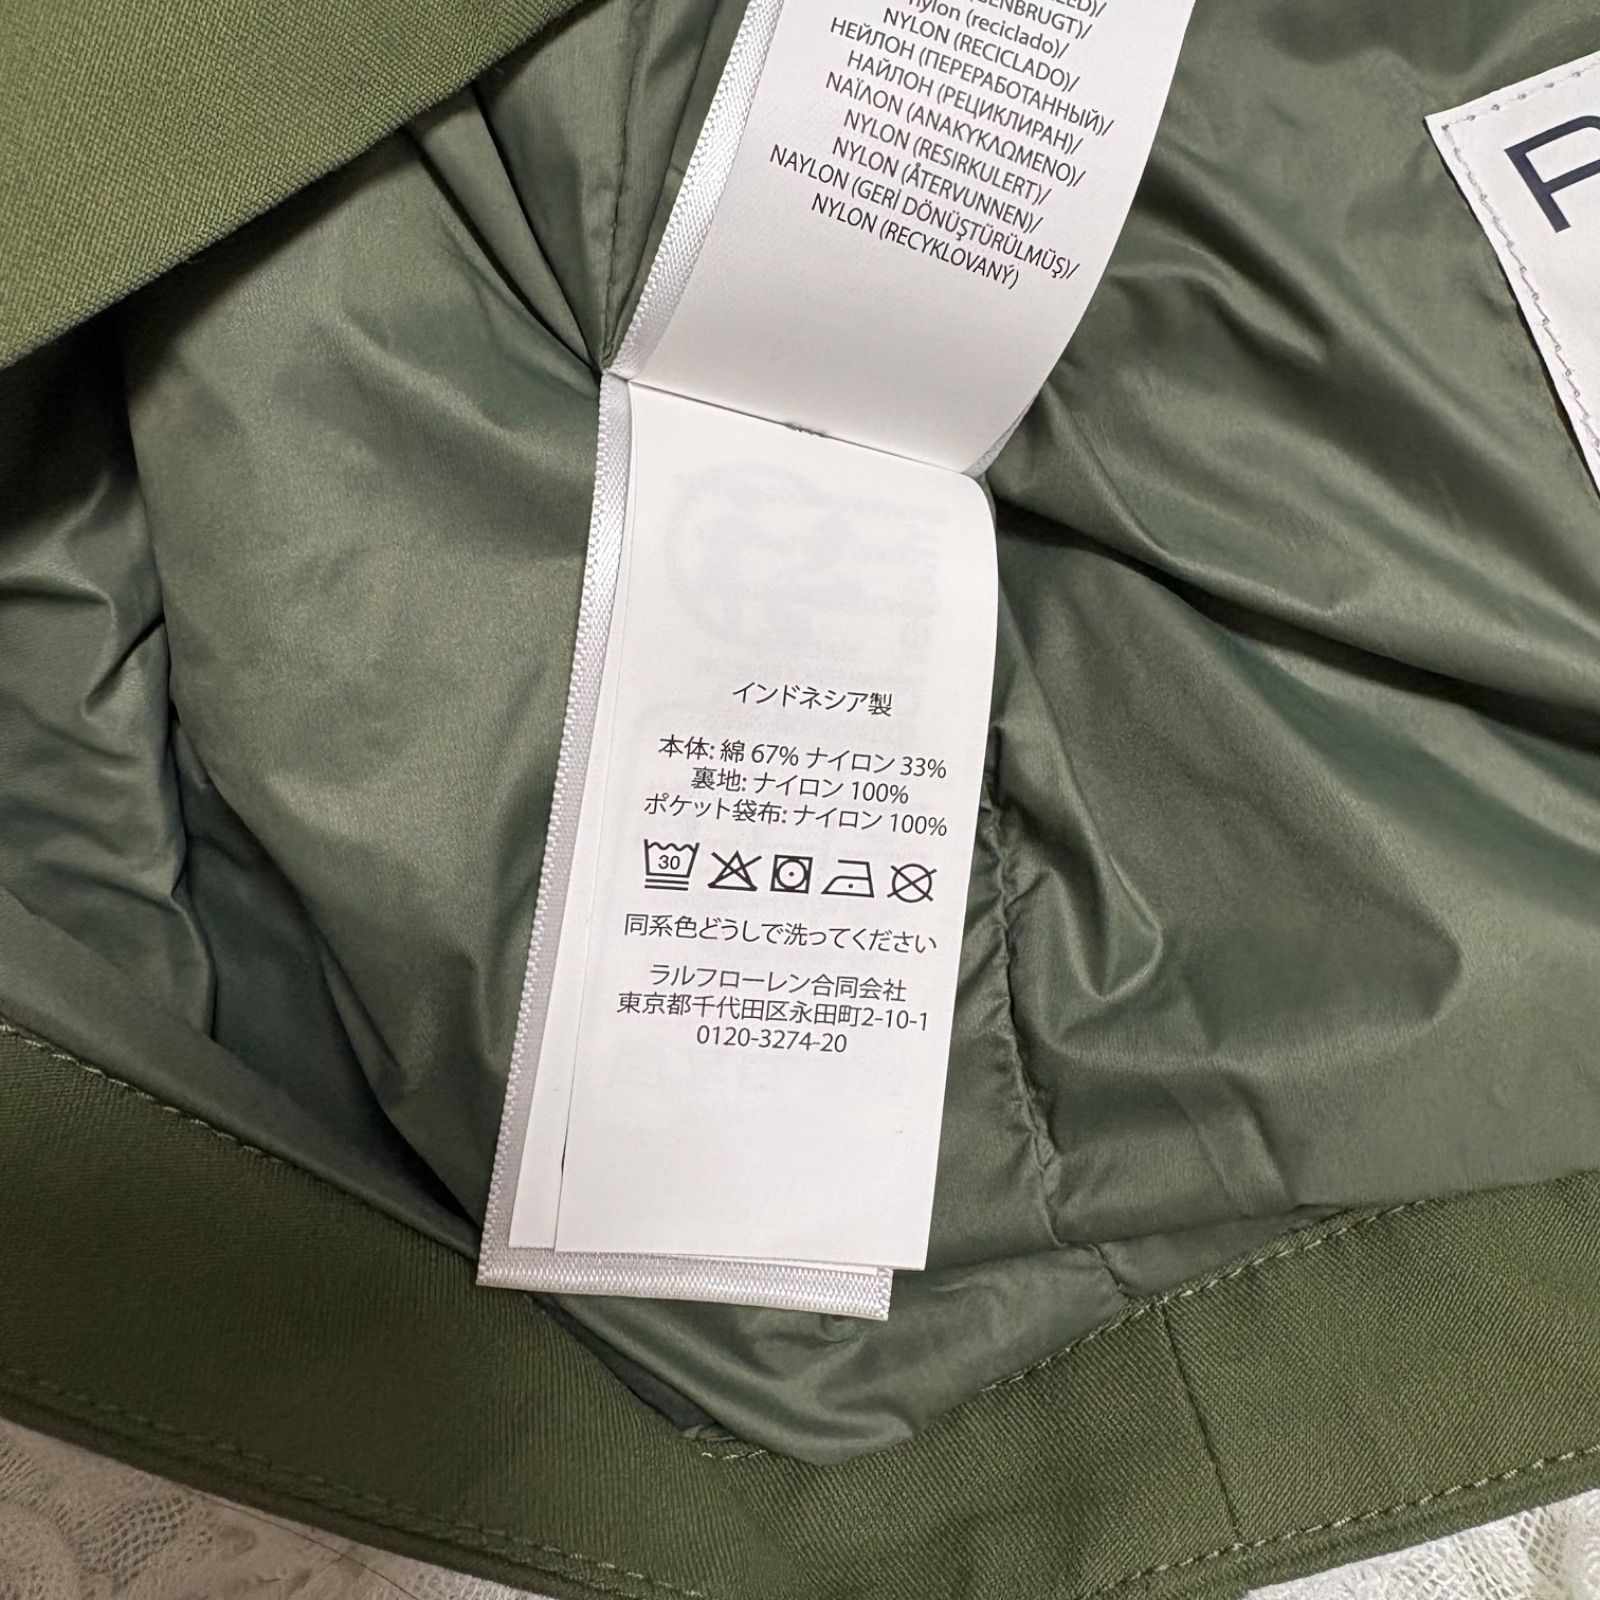 (GENBRUGT)/
nylon (reciclado)/
NYLON (RECICLADO)/
НЕЙЛОН (ПЕРЕРАБОТАННЫЙ)/
НАЙЛОН (РЕЦИКЛИРАН)/
ΝΑΪΛΟΝ (ΑΝΑΚΥΚΛΩΜΕΝΟ)/
NYLON (RESIRKULERT)/
NYLON (ÅTERVUNNEN)/
NAYLON (GERİ DÖNÜŞTÜRÜLMÜŞ)/
NYLON (RECYKLOVANÝ)
インドネシア製
本体: 綿 67% ナイロン 33%
裏地: ナイロン 100%
ポケット袋布: ナイロン 100%
30
同系色どうしで洗ってください
ラルフローレン合同会社
東京都千代田区永田町2-10-1
0120-3274-20